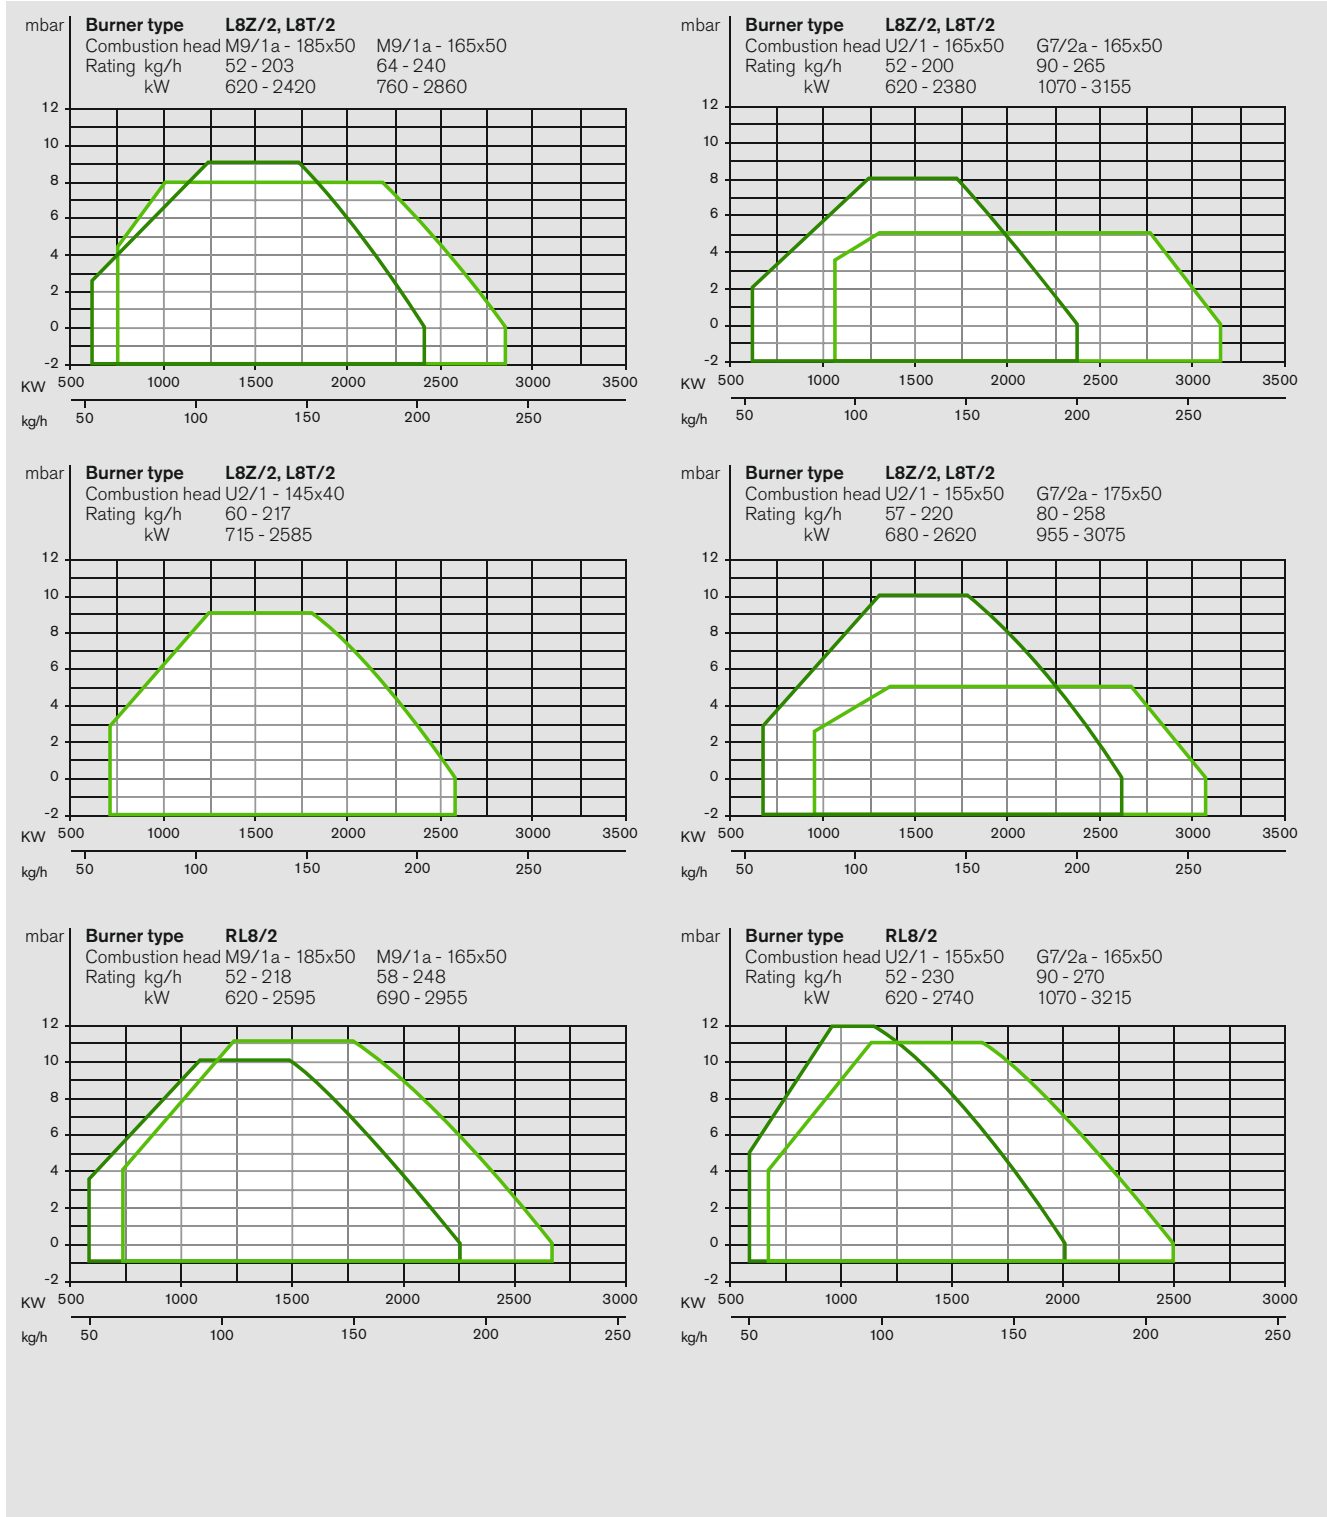 mbar Burner type L8Z/2, L8T/2
Combustion head M9/1a - 185x50 M9/1a - 165x50
Rating kg/h 52 - 203 64 - 240
kW 620 - 2420 760 - 2860
12
10
8
6
4
2
0
-2
KW 500 1000 1500 2000 2500 3000 3500
kg/h 50 100 150 200 250
mbar Burner type L8Z/2, L8T/2
Combustion head U2/1 - 165x50 G7/2a - 165x50
Rating kg/h 52 - 200 90 - 265
kW 620 - 2380 1070 - 3155
12
10
8
6
4
2
0
-2
KW 500 1000 1500 2000 2500 3000 3500
kg/h 50 100 150 200 250
mbar Burner type L8Z/2, L8T/2
Combustion head U2/1 - 145x40
Rating kg/h 60 - 217
kW 715 - 2585
12
10
8
6
4
2
0
-2
KW 500 1000 1500 2000 2500 3000 3500
kg/h 50 100 150 200 250
mbar Burner type L8Z/2, L8T/2
Combustion head U2/1 - 155x50 G7/2a - 175x50
Rating kg/h 57 - 220 80 - 258
kW 680 - 2620 955 - 3075
12
10
8
6
4
2
0
-2
KW 500 1000 1500 2000 2500 3000 3500
kg/h 50 100 150 200 250
mbar Burner type RL8/2
Combustion head M9/1a - 185x50 M9/1a - 165x50
Rating kg/h 52 - 218 58 - 248
kW 620 - 2595 690 - 2955
12
10
8
6
4
2
0
-2
KW 500 1000 1500 2000 2500 3000
kg/h 50 100 150 200 250
mbar Burner type RL8/2
Combustion head U2/1 - 155x50 G7/2a - 165x50
Rating kg/h 52 - 230 90 - 270
kW 620 - 2740 1070 - 3215
12
10
8
6
4
2
0
-2
KW 500 1000 1500 2000 2500 3000
kg/h 50 100 150 200 250